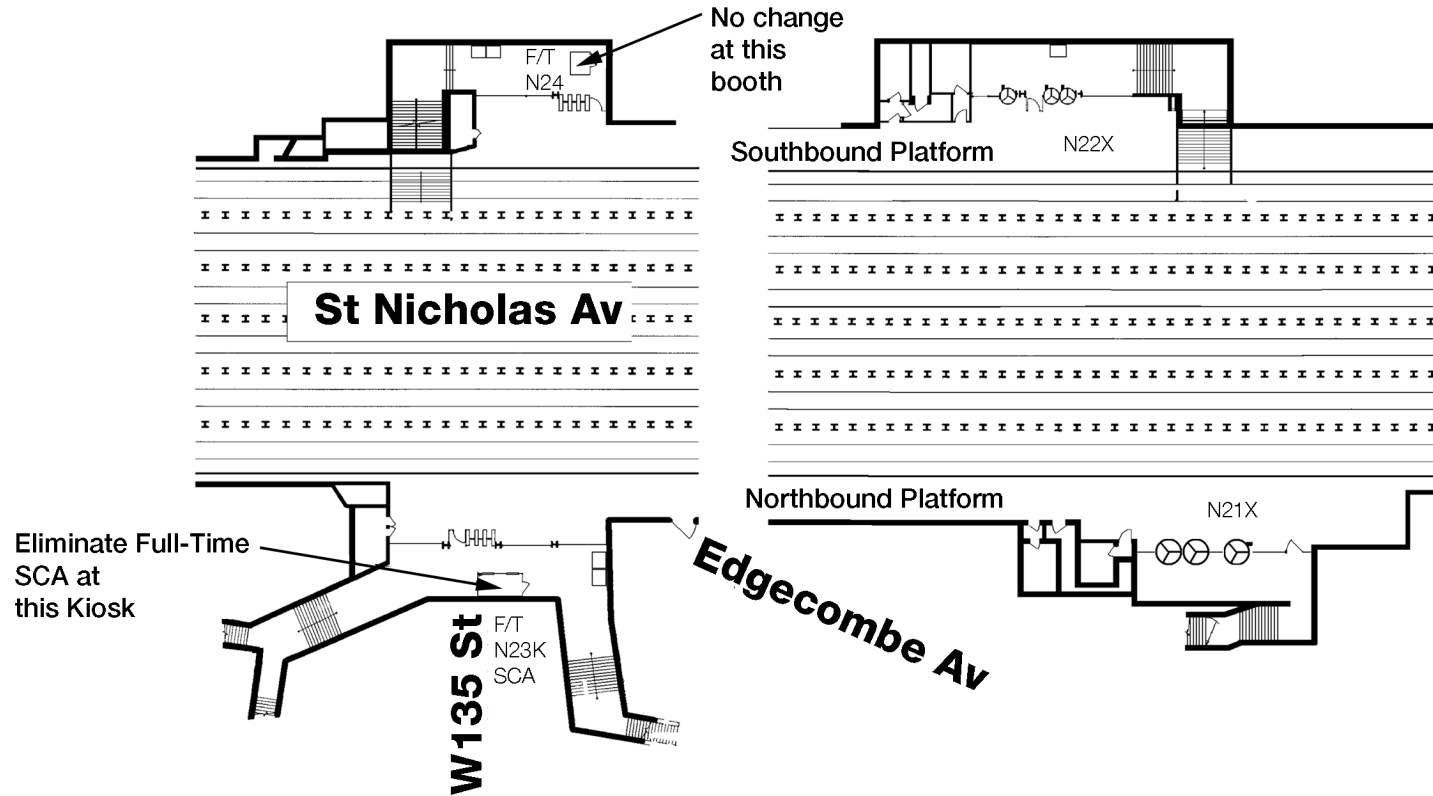 No change
at this
booth
F/T
N24
Southbound Platform
N22X
St Nicholas Av
Northbound Platform
N21X
Eliminate Full-Time
SCA at
this Kiosk
Edgecombe Av
W135 St
F/T
N23K
SCA